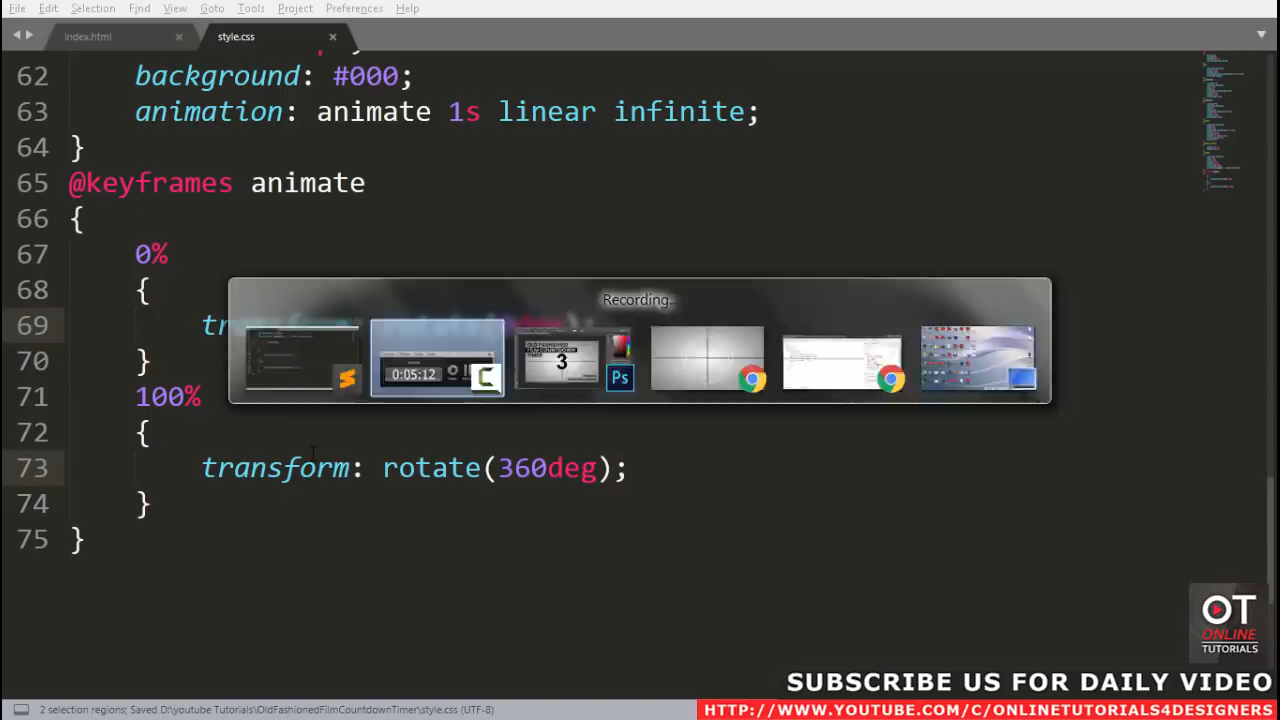 File Edit Selection Find View Goto Tools Project Preferences Help
index.html style.css
62 background: #000;
63 animation: animate 1s linear infinite;
64 }
65 @keyframes animate
66 {
67 0%
68 {
Recording...
69
0:05:12
3
Ps
70 }
71 100%
72 {
73 transform: rotate(360deg);
74 }
75 }
OT
ONLINE
TUTORIALS
SUBSCRIBE US FOR DAILY VIDEO
2 selection regions; Saved D:\youtube Tutorials\OldFashionedFilmCountdownTimer\style.css (UTF-8)
HTTP://WWW.YOUTUBE.COM/C/ONLINETUTORIALS4DESIGNERS